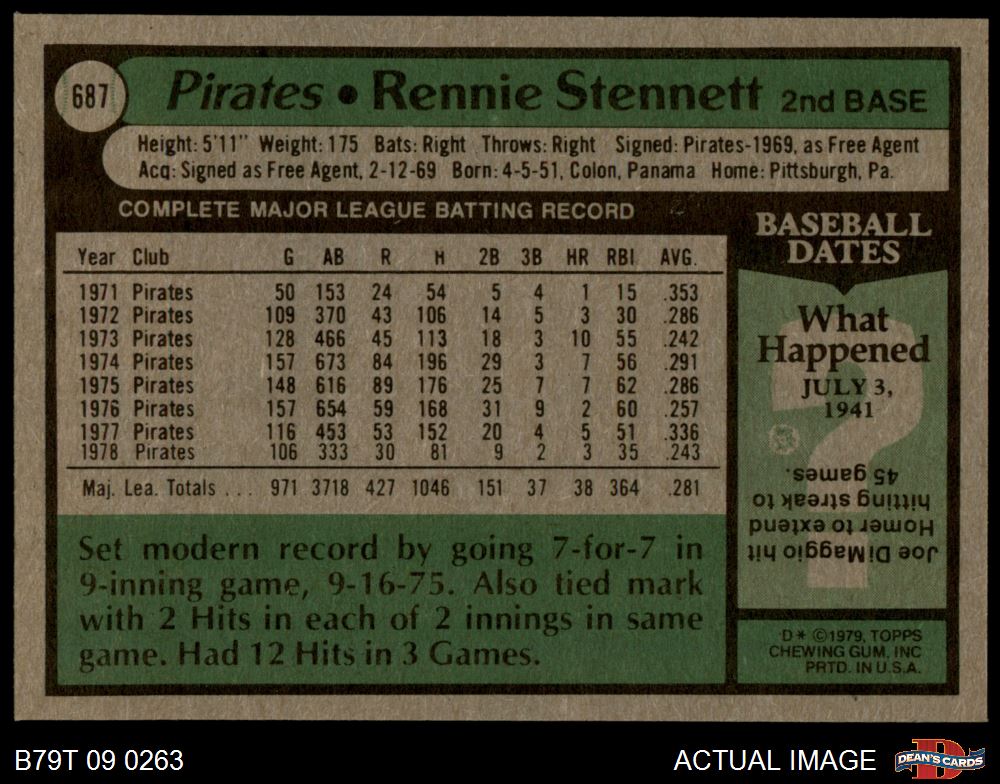 687
Pirates • Rennie Stennett 2nd BASE
Height: 5'11" Weight: 175 Bats: Right Throws: Right Signed: Pirates-1969, as Free Agent
Acq: Signed as Free Agent, 2-12-69 Born: 4-5-51, Colon, Panama Home: Pittsburgh, Pa.
COMPLETE MAJOR LEAGUE BATTING RECORD
Year Club G AB R H 2B 3B HR RBI AVG.
1971 Pirates 50 153 24 54 5 4 1 15 .353
1972 Pirates 109 370 43 106 14 5 3 30 .286
1973 Pirates 128 466 45 113 18 3 10 55 .242
1974 Pirates 157 673 84 196 29 3 7 56 .291
1975 Pirates 148 616 89 176 25 7 7 62 .286
1976 Pirates 157 654 59 168 31 9 2 60 .257
1977 Pirates 116 453 53 152 20 4 5 51 .336
1978 Pirates 106 333 30 81 9 2 3 35 .243
Maj. Lea. Totals ... 971 3718 427 1046 151 37 38 364 .281
Set modern record by going 7-for-7 in
9-inning game, 9-16-75. Also tied mark
with 2 Hits in each of 2 innings in same
game. Had 12 Hits in 3 Games.
BASEBALL
DATES
What
Happened
JULY 3,
1941
?
Joe DiMaggio hit
Homer to extend
hitting streak to
45 games.
D* ©1979, TOPPS
CHEWING GUM, INC
PRTD. IN U.S.A.
B79T 09 0263
ACTUAL IMAGE
D
DEAN'S CARDS